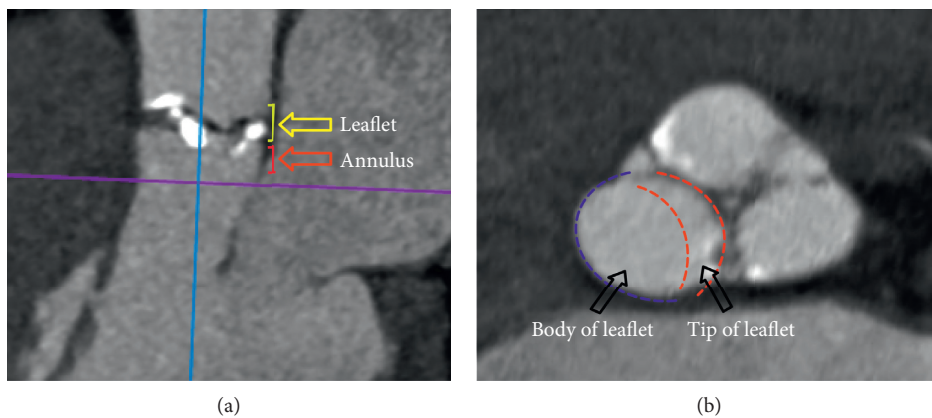 Leaflet
Annulus
Body of leaflet
Tip of leaflet
(a)
(b)